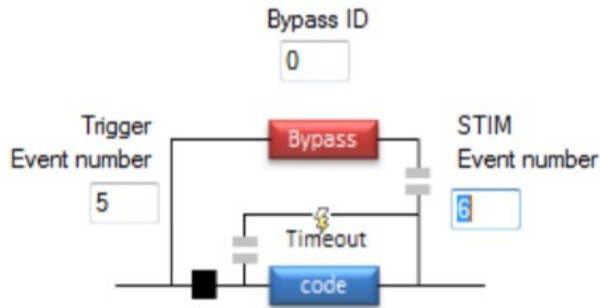 Bypass ID
0
Trigger
Event number
5
Bypass
STIM
Event number
6
Timeout
code